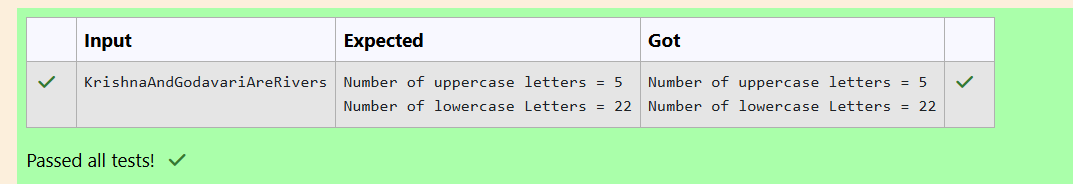 Input Expected Got
KrishnaAndGodavariAreRivers Number of uppercase letters = 5 Number of uppercase letters = 5
Number of lowercase Letters = 22 Number of lowercase Letters = 22
Passed all tests!